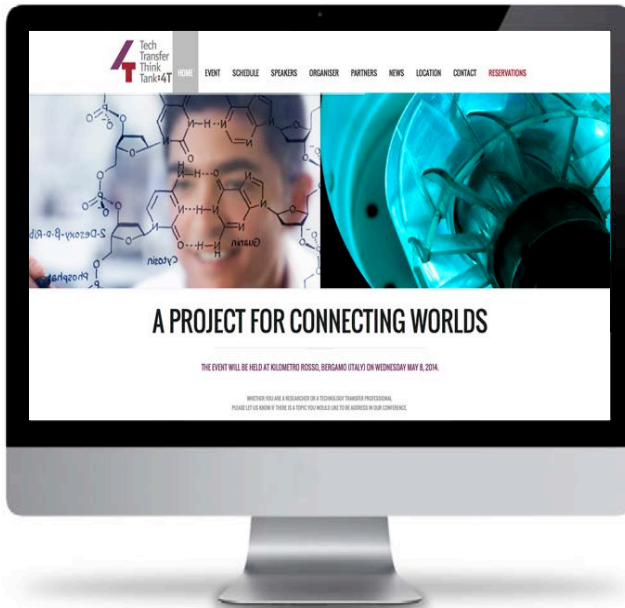 Tech
Transfer
Think
Tank:4T
HOME EVENT SCHEDULE SPEAKERS ORGANISER PARTNERS NEWS LOCATION CONTACT RESERVATIONS
2-Desoxy-β-D-Rib
Phosphat
Cytosin
Guanin
A PROJECT FOR CONNECTING WORLDS
THE EVENT WILL BE HELD AT KILOMETRO ROSSO, BERGAMO (ITALY) ON WEDNESDAY MAY 8, 2014.
WHETHER YOU ARE A RESEARCHER OR A TECHNOLOGY TRANSFER PROFESSIONAL
PLEASE LET US KNOW IF THERE IS A TOPIC YOU WOULD LIKE TO BE ADDRESS IN OUR CONFERENCE.